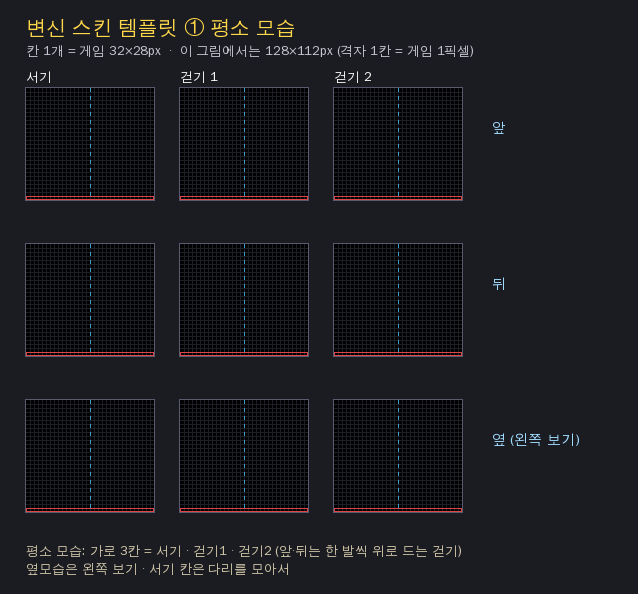 변신 스킨 템플릿 ① 평소 모습
칸 1개 = 게임 32×28px · 이 그림에서는 128×112px (격자 1칸 = 게임 1픽셀)
서기 걷기 1 걷기 2
앞
뒤
옆 (왼쪽 보기)
평소 모습: 가로 3칸 = 서기 · 걷기1 · 걷기2 (앞·뒤는 한 발씩 위로 드는 걷기)
옆모습은 왼쪽 보기 · 서기 칸은 다리를 모아서